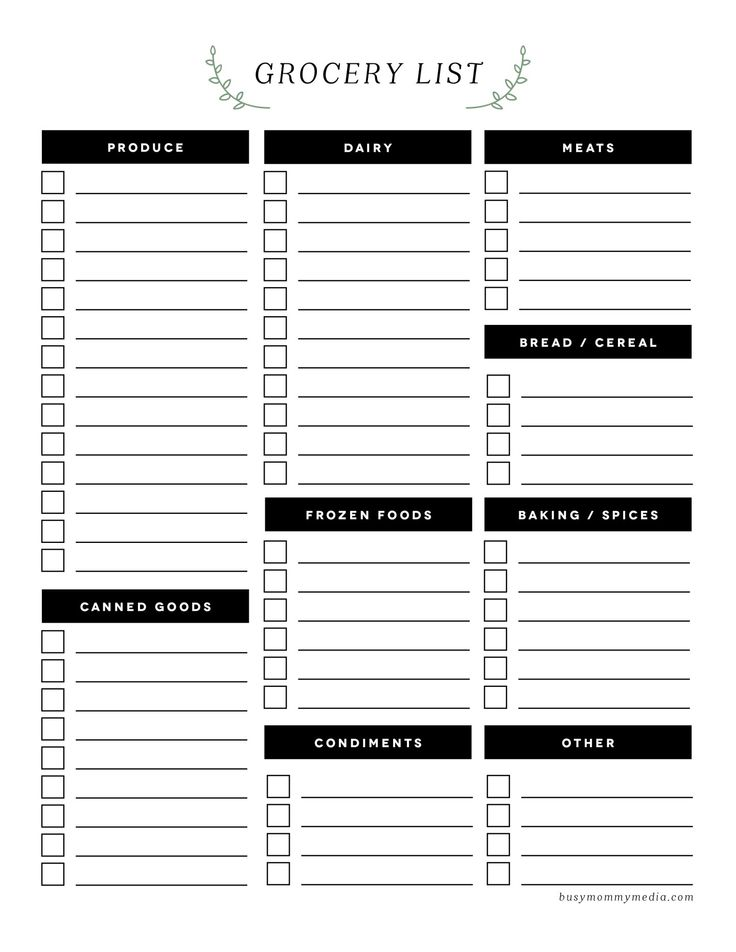 GROCERY LIST
PRODUCE
DAIRY
MEATS
BREAD / CEREAL
FROZEN FOODS
BAKING / SPICES
CANNED GOODS
CONDIMENTS
OTHER
busymommymedia.com